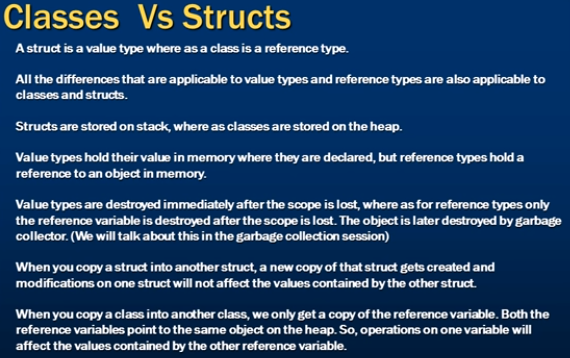 Classes Vs Structs
A struct is a value type where as a class is a reference type.
All the differences that are applicable to value types and reference types are also applicable to
classes and structs.
Structs are stored on stack, where as classes are stored on the heap.
Value types hold their value in memory where they are declared, but reference types hold a
reference to an object in memory.
Value types are destroyed immediately after the scope is lost, where as for reference types only
the reference variable is destroyed after the scope is lost. The object is later destroyed by garbage
collector. (We will talk about this in the garbage collection session)
When you copy a struct into another struct, a new copy of that struct gets created and
modifications on one struct will not affect the values contained by the other struct.
When you copy a class into another class, we only get a copy of the reference variable. Both the
reference variables point to the same object on the heap. So, operations on one variable will
affect the values contained by the other reference variable.